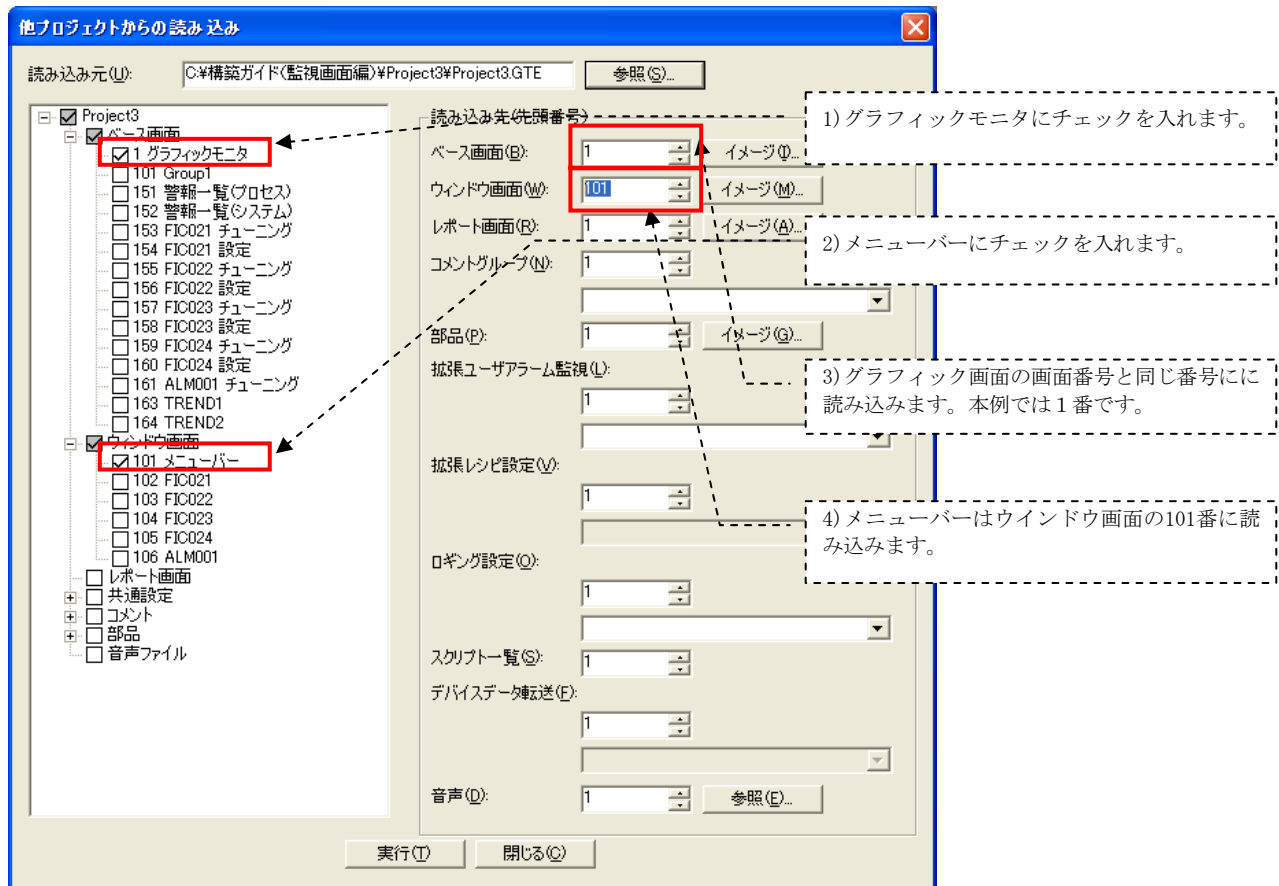 他プロジェクトからの読み込み
読み込み元(U):
C:¥構築ガイド(監視画面編)¥Project3¥Project3.GTE
参照(S)...
Project3
ベース画面
1 グラフィックモニタ
101 Group1
151 警報一覧(プロセス)
152 警報一覧(システム)
153 FIC021 チューニング
154 FIC021 設定
155 FIC022 チューニング
156 FIC022 設定
157 FIC023 チューニング
158 FIC023 設定
159 FIC024 チューニング
160 FIC024 設定
161 ALM001 チューニング
163 TREND1
164 TREND2
ウィンドウ画面
101 メニューバー
102 FIC021
103 FIC022
104 FIC023
105 FIC024
106 ALM001
レポート画面
共通設定
コメント
部品
音声ファイル
読み込み先(先頭番号)
ベース画面(B): 1 イメージ(I)...
ウィンドウ画面(W): 101 イメージ(M)...
レポート画面(R): 1 イメージ(A)...
コメントグループ(N): 1
部品(P): 1 イメージ(G)...
拡張ユーザアラーム監視(L):
1
拡張レシピ設定(V):
1
ロギング設定(O):
1
スクリプト一覧(S): 1
デバイスデータ転送(F):
1
音声(D): 1 参照(E)...
実行(T) 閉じる(C)
1)グラフィックモニタにチェックを入れます。
2)メニューバーにチェックを入れます。
3)グラフィック画面の画面番号と同じ番号にに
読み込みます。本例では１番です。
4)メニューバーはウインドウ画面の101番に読
み込みます。